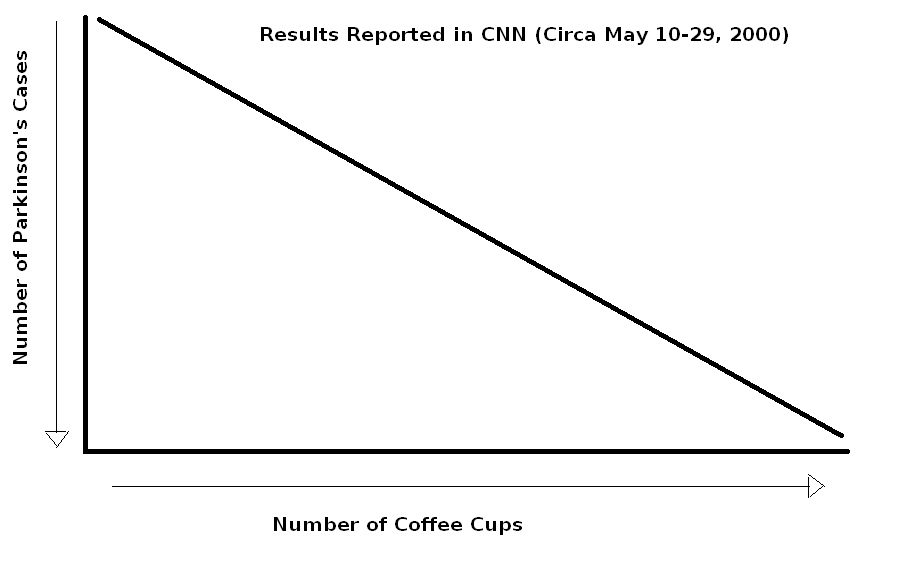 Results Reported in CNN (Circa May 10-29, 2000)
Number of Parkinson's Cases
Number of Coffee Cups